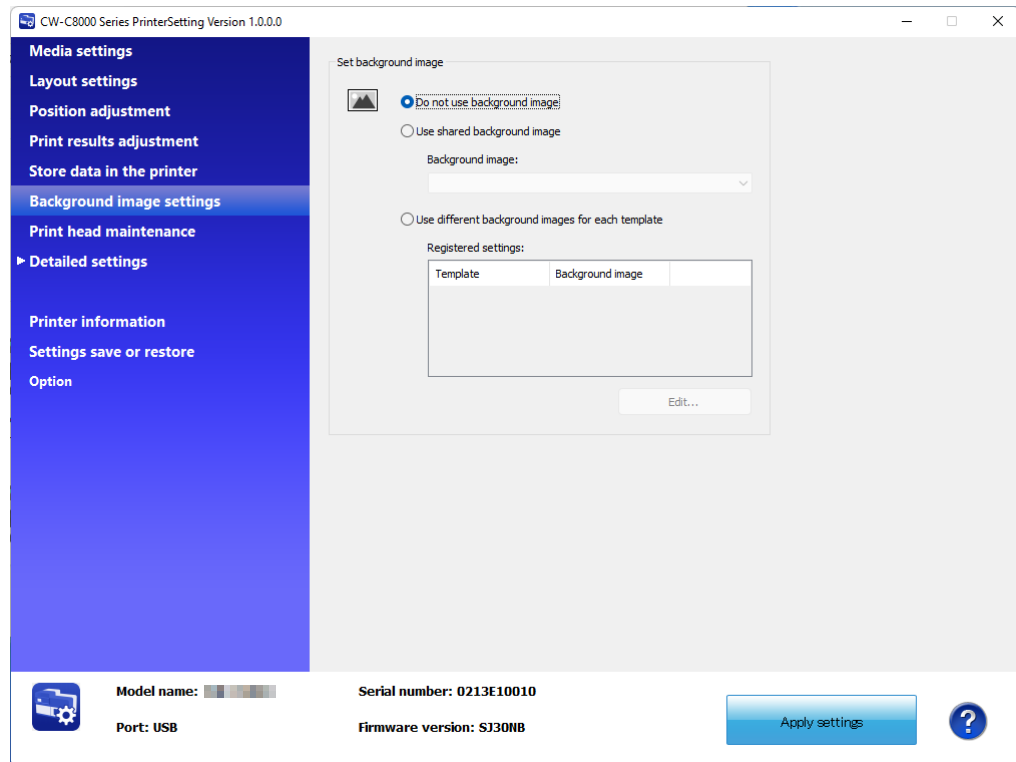 CW-C8000 Series PrinterSetting Version 1.0.0.0
Media settings
Layout settings
Position adjustment
Print results adjustment
Store data in the printer
Background image settings
Print head maintenance
Detailed settings
Printer information
Settings save or restore
Option
Set background image
Do not use background image
Use shared background image
Background image:
Use different background images for each template
Registered settings:
Template Background image
Edit...
Model name:
Serial number: 0213E10010
Port: USB
Firmware version: SJ30NB
Apply settings
?